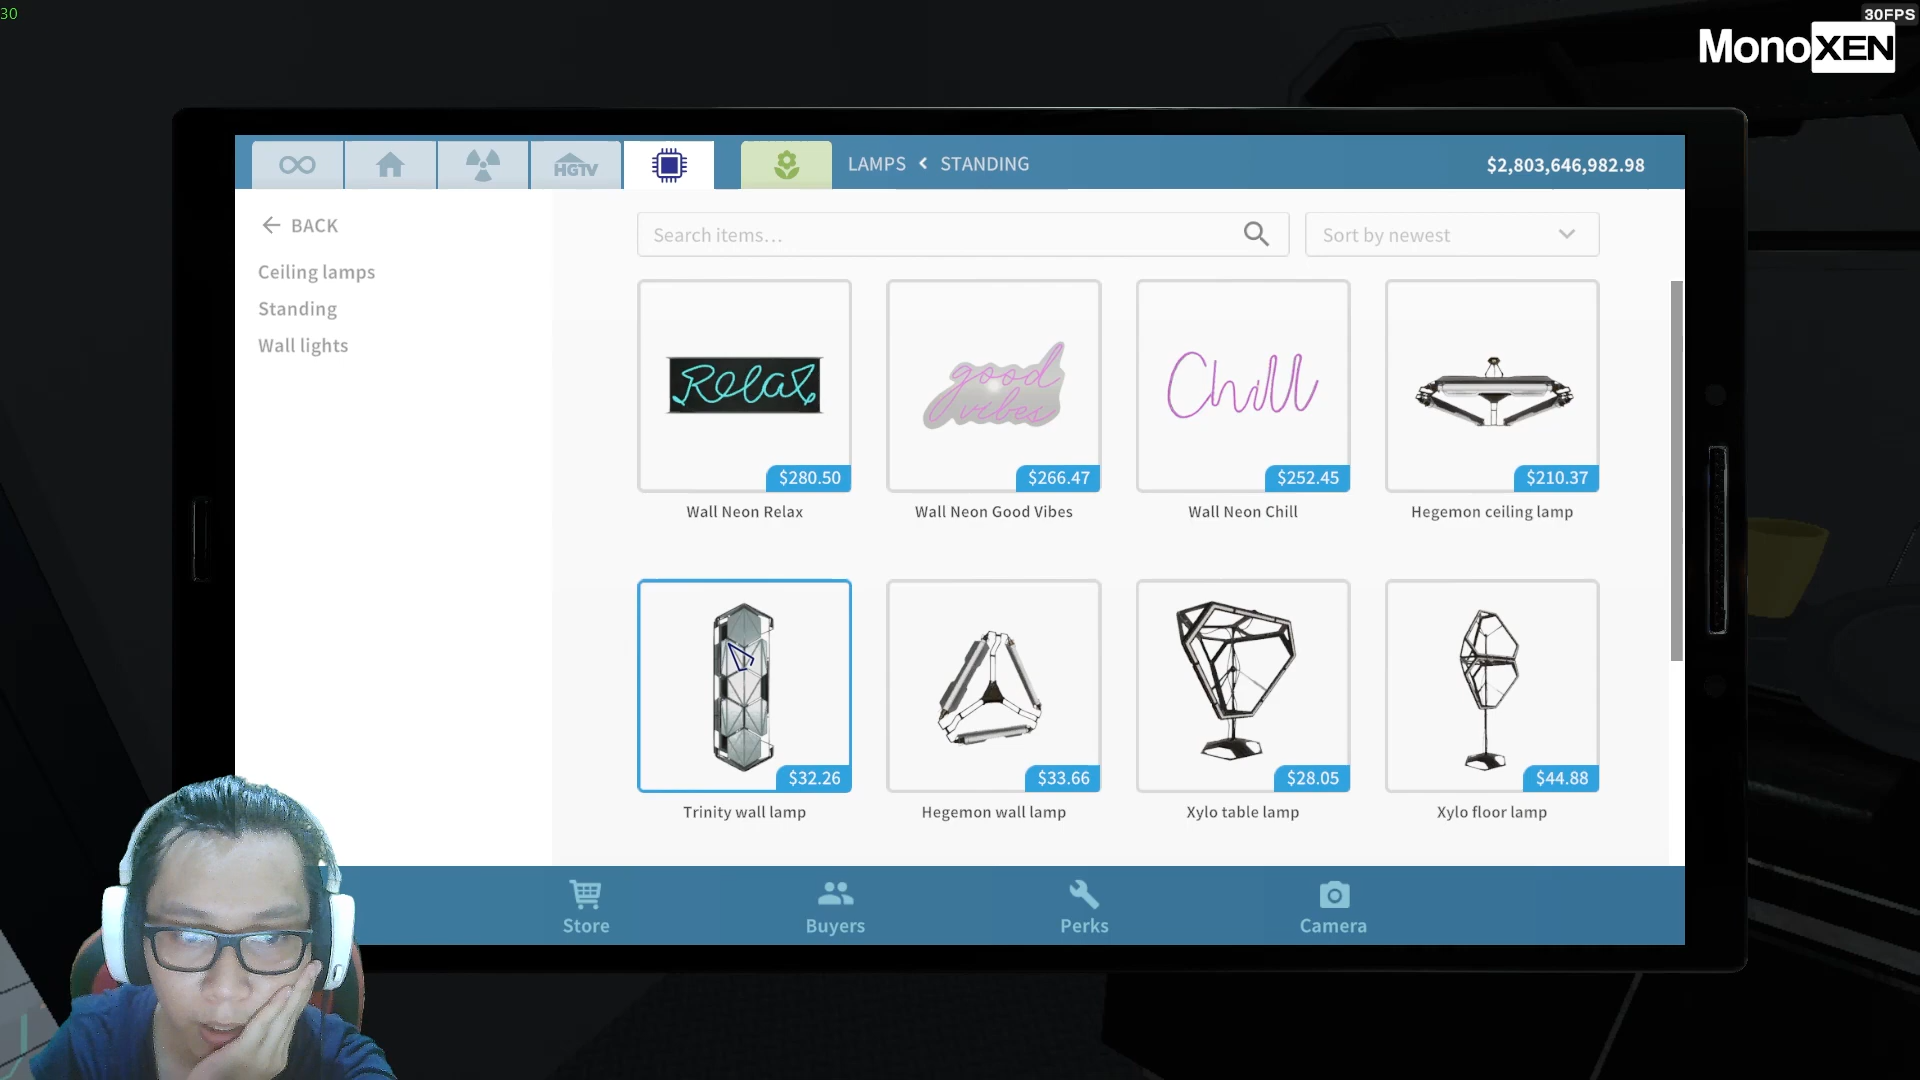 30
30FPS
MonoXEN
HGTV
LAMPS < STANDING
$2,803,646,982.98
BACK
Ceiling lamps
Standing
Wall lights
Search items...
Sort by newest
Relax
good vibes
Chill
$280.50
$266.47
$252.45
$210.37
Wall Neon Relax
Wall Neon Good Vibes
Wall Neon Chill
Hegemon ceiling lamp
$32.26
$33.66
$28.05
$44.88
Trinity wall lamp
Hegemon wall lamp
Xylo table lamp
Xylo floor lamp
Store
Buyers
Perks
Camera